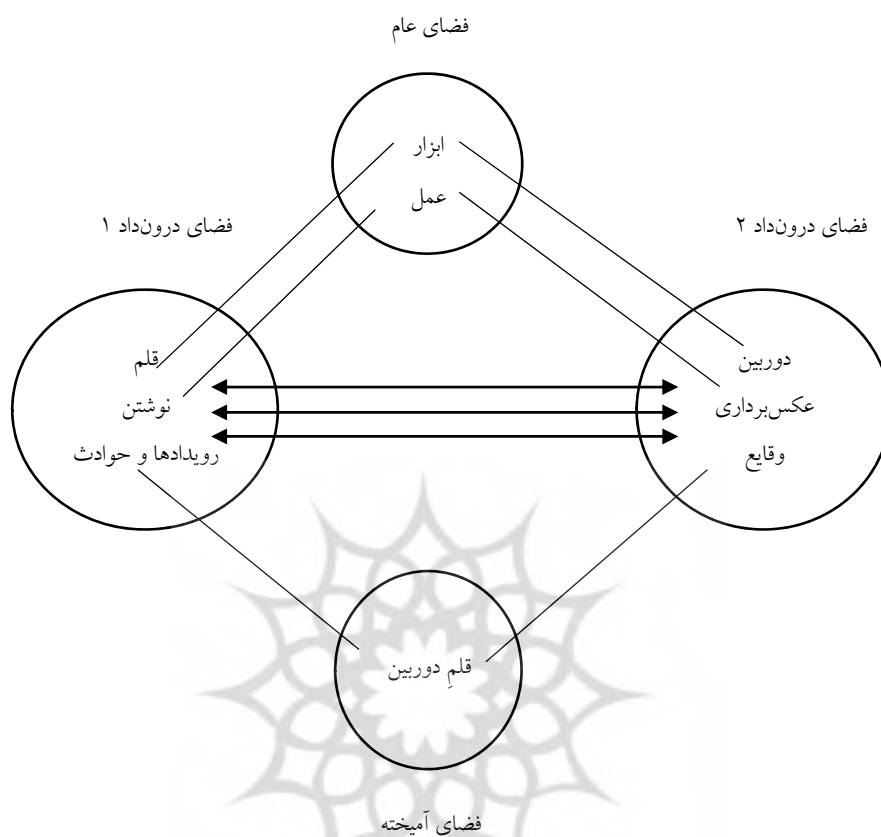 فضای عام
ابزار
عمل
فضای درون‌داد ۱
فضای درون‌داد ۲
قلم
نوشتن
رویدادها و حوادث
دوربین
عکس‌برداری
وقایع
قلمِ دوربین
فضای آمیخته